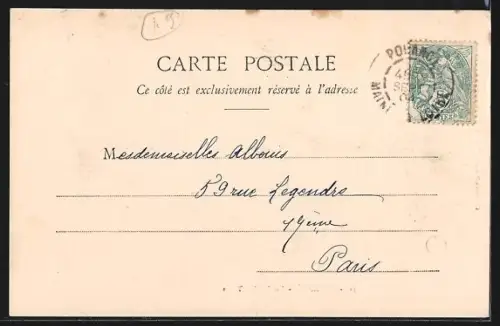 CARTE POSTALE
Ce côté est exclusivement réservé à l'adresse
Mesdemoiselles Albouis
59 rue Legendre
17ème
Paris